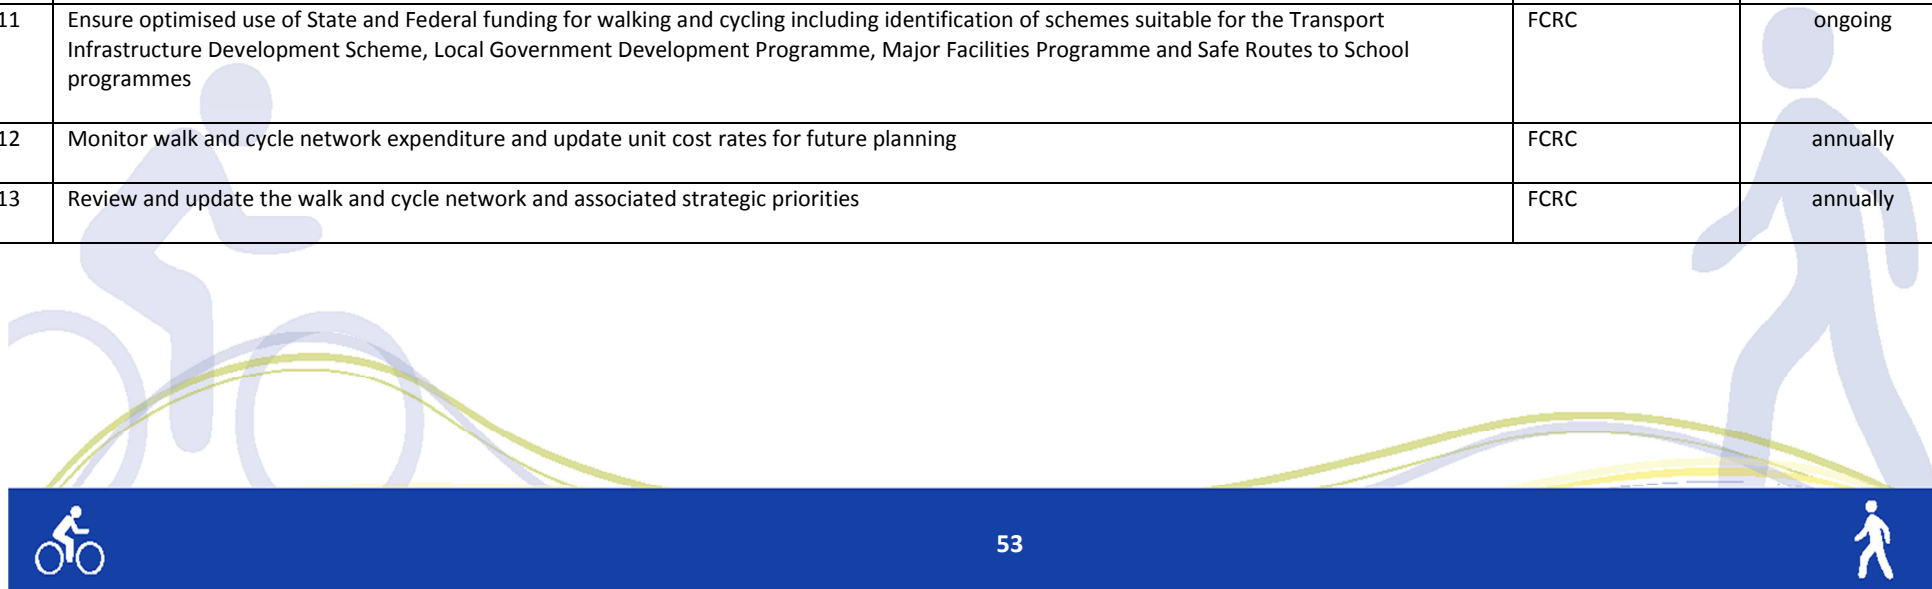 11 Ensure optimised use of State and Federal funding for walking and cycling including identification of schemes suitable for the Transport FCRC ongoing
Infrastructure Development Scheme, Local Government Development Programme, Major Facilities Programme and Safe Routes to School
programmes
12 Monitor walk and cycle network expenditure and update unit cost rates for future planning FCRC annually
13 Review and update the walk and cycle network and associated strategic priorities FCRC annually
53